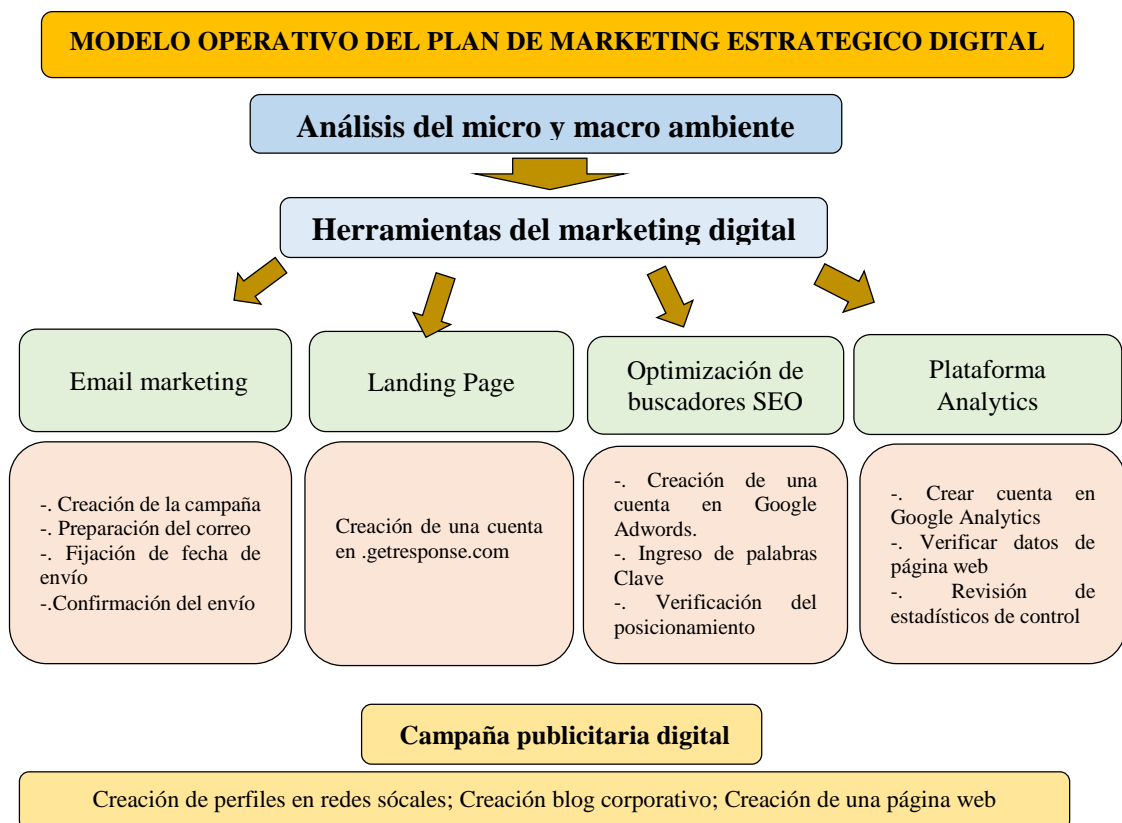 MODELO OPERATIVO DEL PLAN DE MARKETING ESTRATEGICO DIGITAL
Análisis del micro y macro ambiente
Herramientas del marketing digital
Email marketing
Landing Page
Optimización de
buscadores SEO
Plataforma
Analytics
-. Creación de la campaña
-. Preparación del correo
-. Fijación de fecha de
envío
-.Confirmación del envío
Creación de una cuenta
en .getresponse.com
-. Creación de una
cuenta en Google
Adwords.
-. Ingreso de palabras
Clave
-. Verificación del
posicionamiento
-. Crear cuenta en
Google Analytics
-. Verificar datos de
página web
-. Revisión de
estadísticos de control
Campaña publicitaria digital
Creación de perfiles en redes sócales; Creación blog corporativo; Creación de una página web